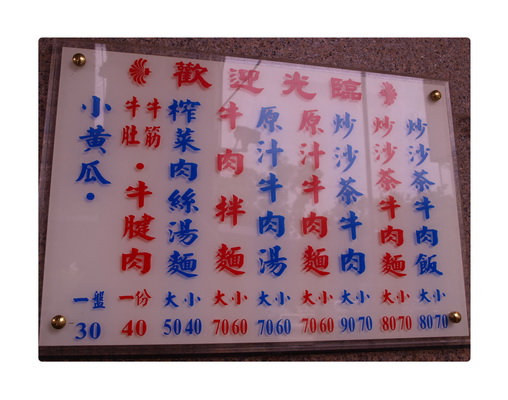 歡迎光臨
炒沙茶牛肉飯 大小 80 70
炒沙茶牛肉麵 大小 80 70
炒沙茶牛肉 大小 90 70
原汁牛肉麵 大小 70 60
原汁牛肉湯 大小 70 60
牛肉拌麵 大小 70 60
榨菜肉絲湯麵 大小 50 40
牛筋牛肚・牛腱肉 一份 40
小黃瓜・ 一盤 30